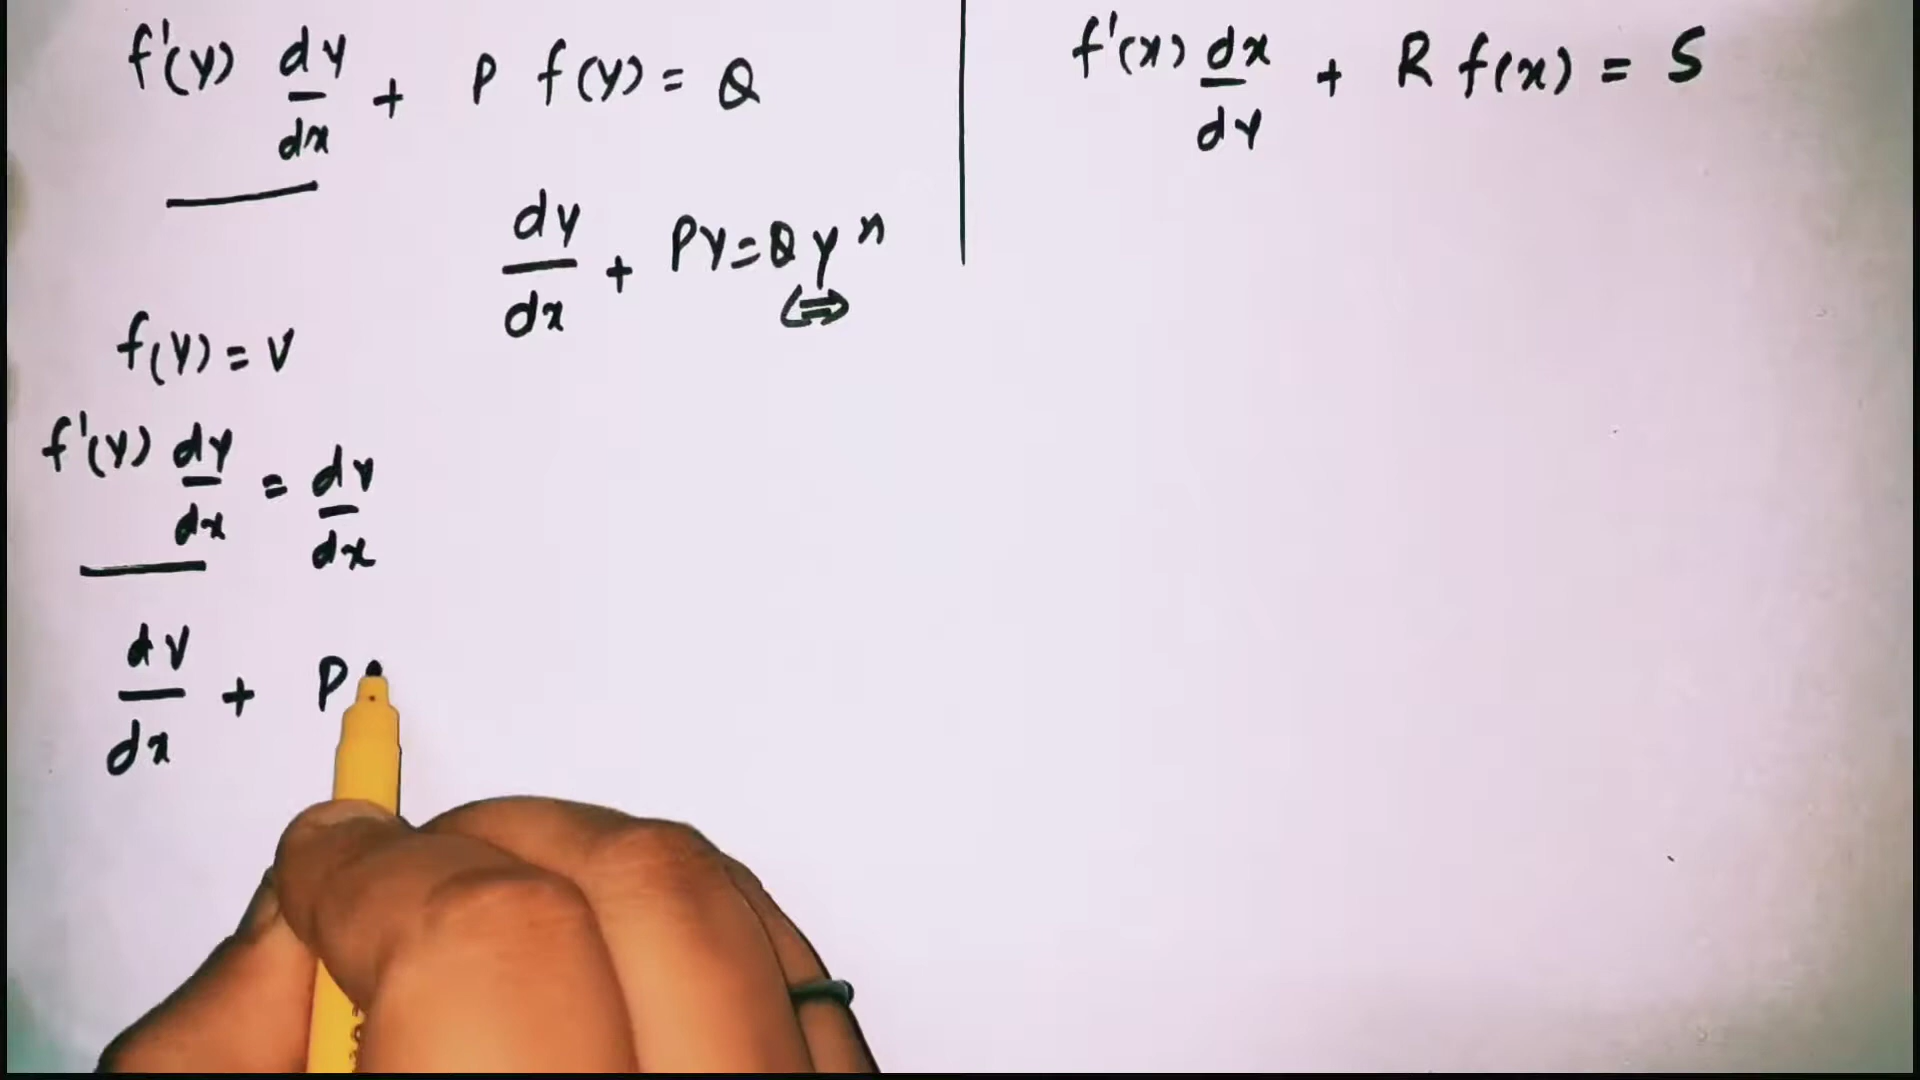 f'(y) dy/dx + P f(y) = Q
dy/dx + Py = Q y^n
f(y) = v
f'(y) dy/dx = dv/dx
dv/dx + P
f'(x) dx/dy + R f(x) = S